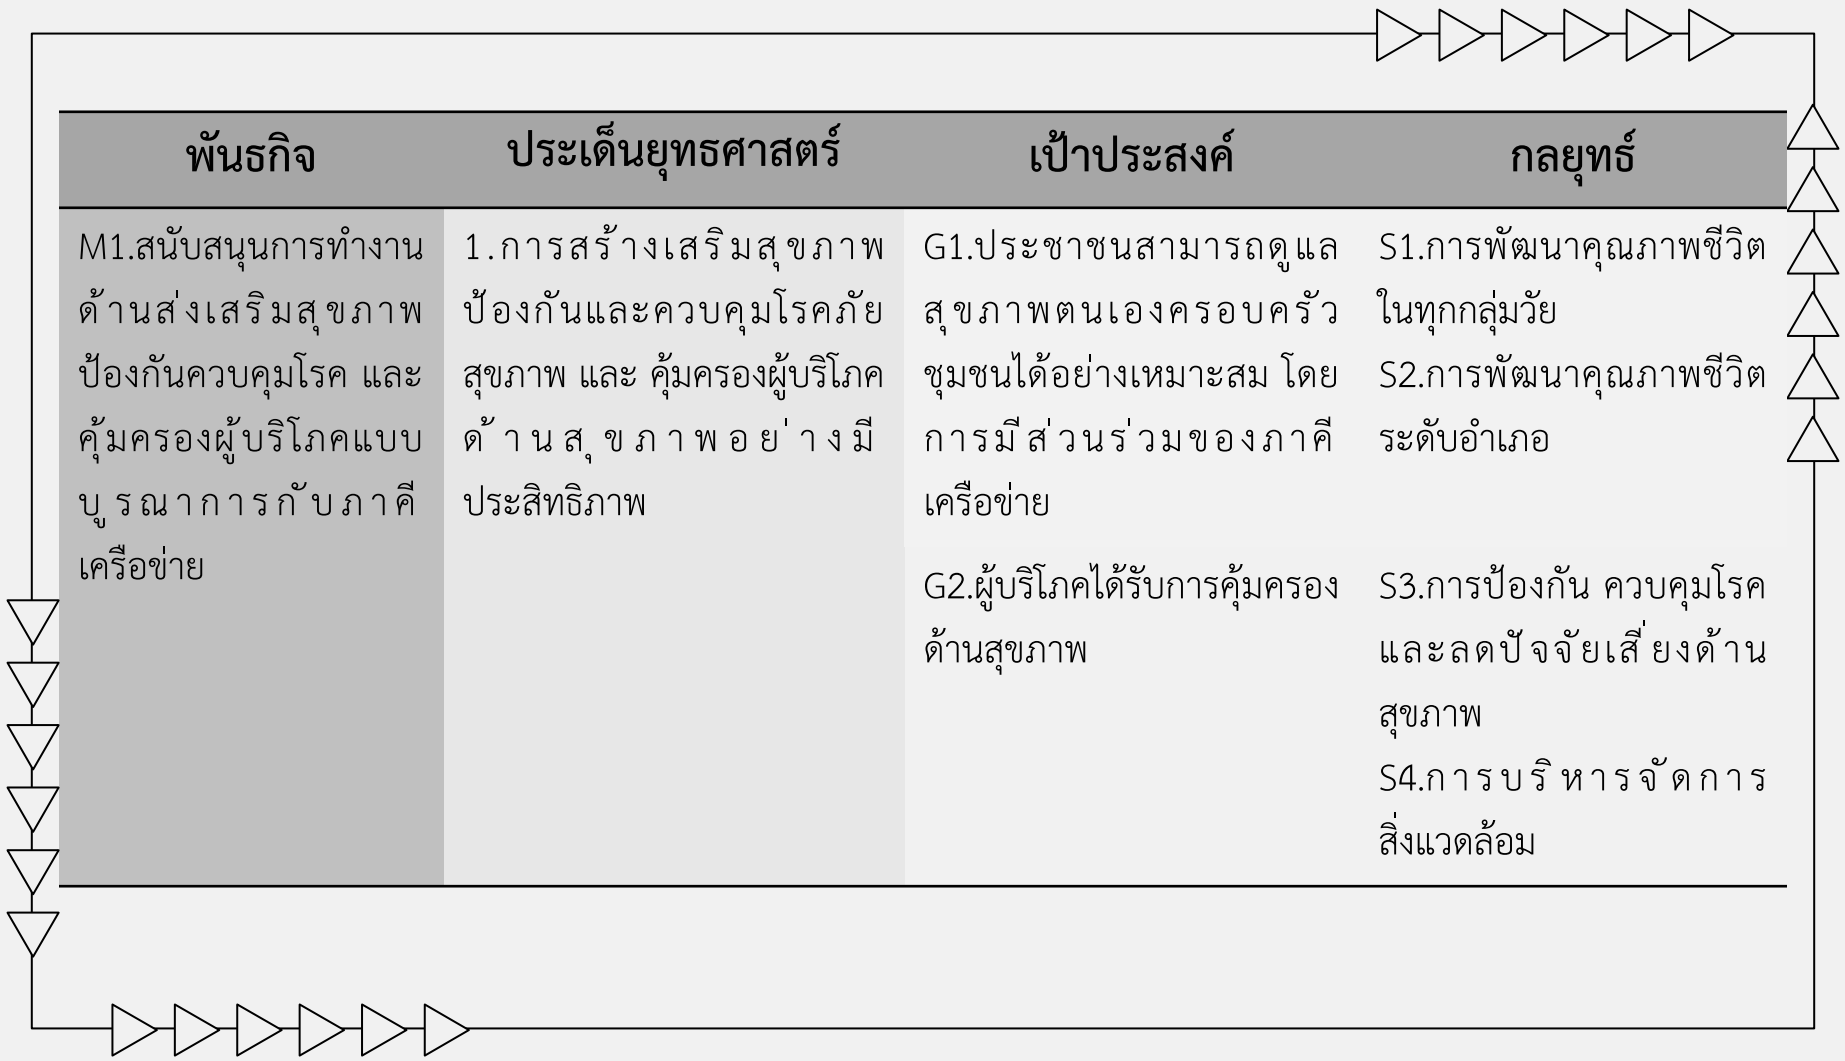 พันธกิจ
ประเด็นยุทธศาสตร์
เป้าประสงค์
กลยุทธ์
M1.สนับสนุนการทำงาน
ด้านส่งเสริมสุขภาพ
ป้องกันควบคุมโรค และ
คุ้มครองผู้บริโภคแบบ
บูรณาการกับภาคี
เครือข่าย
1.การสร้างเสริมสุขภาพ
ป้องกันและควบคุมโรคภัย
สุขภาพ และ คุ้มครองผู้บริโภค
ด้านสุขภาพอย่างมี
ประสิทธิภาพ
G1.ประชาชนสามารถดูแล
สุขภาพตนเองครอบครัว
ชุมชนได้อย่างเหมาะสม โดย
การมีส่วนร่วมของภาคี
เครือข่าย
S1.การพัฒนาคุณภาพชีวิต
ในทุกกลุ่มวัย
S2.การพัฒนาคุณภาพชีวิต
ระดับอำเภอ
G2.ผู้บริโภคได้รับการคุ้มครอง
ด้านสุขภาพ
S3.การป้องกัน ควบคุมโรค
และลดปัจจัยเสี่ยงด้าน
สุขภาพ
S4.การบริหารจัดการ
สิ่งแวดล้อม